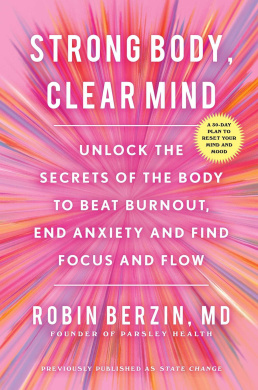 STRONG BODY,
CLEAR MIND
A 30-DAY
PLAN TO
RESET YOUR
MIND AND
MOOD
UNLOCK THE
SECRETS OF THE BODY
TO BEAT BURNOUT,
END ANXIETY AND FIND
FOCUS AND FLOW
ROBIN BERZIN, MD
FOUNDER OF PARSLEY HEALTH
PREVIOUSLY PUBLISHED AS STATE CHANGE